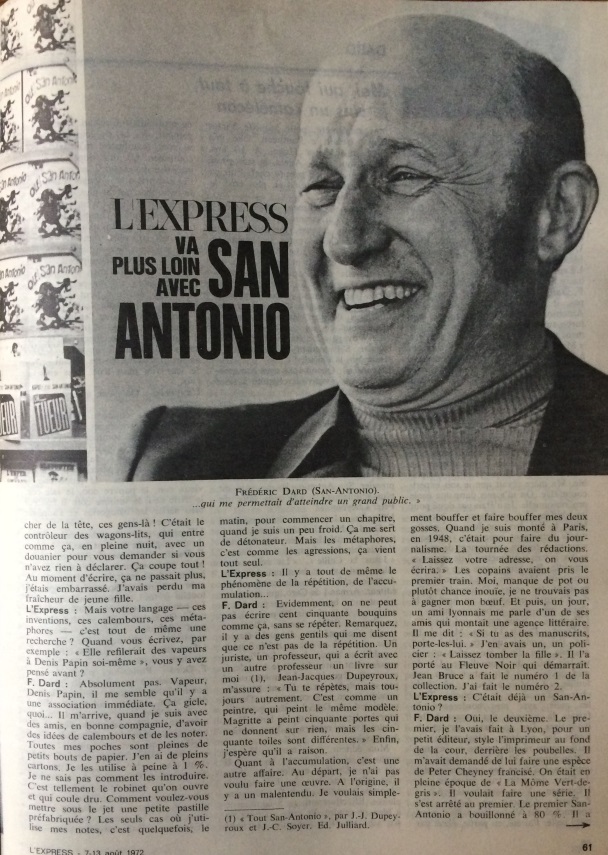 L'EXPRESS
VA
PLUS LOIN
AVEC
SAN
ANTONIO
San Antonio
San Antonio
San-Antonio
San Antonio
TUEUR
FRÉDÉRIC DARD (SAN-ANTONIO).
...qui me permettait d'atteindre un grand public. »
cher de la tête, ces gens-là ! C'était le
contrôleur des wagons-lits, qui entre
comme ça, en pleine nuit, avec un
douanier pour vous demander si vous
n'avez rien à déclarer. Ça coupe tout !
Au moment d'écrire, ça ne passait plus,
j'étais embarrassé. J'avais perdu ma
fraîcheur de jeune fille.
L'Express : Mais votre langage — ces
inventions, ces calembours, ces méta-
phores — c'est tout de même une
recherche ? Quand vous écrivez, par
exemple : « Elle refilerait des vapeurs
à Denis Papin soi-même », vous y avez
pensé avant ?
F. Dard : Absolument pas. Vapeur,
Denis Papin, il me semble qu'il y a
une association immédiate. Ça gicle,
quoi... Il m'arrive, quand je suis avec
des amis, en bonne compagnie, d'avoir
des idées de calembours et de les noter.
Toutes mes poches sont pleines de
petits bouts de papier. J'en ai de pleins
cartons. Je les utilise à peine à 1 %.
Je ne sais pas comment les introduire.
C'est tellement le robinet qu'on ouvre
et qui coule dru. Comment voulez-vous
mettre sous le jet une petite pastille
préfabriquée ? Les seuls cas où j'uti-
lise mes notes, c'est quelquefois, le
matin, pour commencer un chapitre,
quand je suis un peu froid. Ça me sert
de détonateur. Mais les métaphores,
c'est comme les agressions, ça vient
tout seul.
L'Express : Il y a tout de même le
phénomène de la répétition, de l'accu-
mulation...
F. Dard : Evidemment, on ne peut
pas écrire cent cinquante bouquins
comme ça, sans se répéter. Remarquez,
il y a des gens gentils qui me disent
que ce n'est pas de la répétition. Un
juriste, un professeur, qui a écrit avec
un autre professeur un livre sur
moi (1), Jean-Jacques Dupeyroux,
m'assure : « Tu te répètes, mais tou-
jours autrement. C'est comme un
peintre, qui peint le même modèle.
Magritte a peint cinquante portes qui
ne donnent sur rien, mais les cin-
quante toiles sont différentes. » Enfin,
j'espère qu'il a raison.
Quant à l'accumulation, c'est une
autre affaire. Au départ, je n'ai pas
voulu faire une œuvre. A l'origine, il
y a un malentendu. Je voulais simple-
(1) « Tout San-Antonio », par J.-J. Dupey-
roux et J.-C. Soyer. Ed. Julliard.
ment bouffer et faire bouffer mes deux
gosses. Quand je suis monté à Paris,
en 1948, c'était pour faire du jour-
nalisme. La tournée des rédactions.
« Laissez votre adresse, on vous
écrira. » Les copains avaient pris le
premier train. Moi, manque de pot ou
plutôt chance inouïe, je ne trouvais pas
à gagner mon bœuf. Et puis, un jour,
un ami lyonnais me parle d'un de ses
amis qui montait une agence littéraire.
Il me dit : « Si tu as des manuscrits,
porte-les-lui. » J'en avais un, un poli-
cier : « Laissez tomber la fille ». Il l'a
porté au Fleuve Noir qui démarrait.
Jean Bruce a fait le numéro 1 de la
collection. J'ai fait le numéro 2.
L'Express : C'était déjà un San-An-
tonio ?
F. Dard : Oui, le deuxième. Le pre-
mier, je l'avais fait à Lyon, pour un
petit éditeur, style l'imprimeur au fond
de la cour, derrière les poubelles. Il
m'avait demandé de lui faire une espèce
de Peter Cheyney francisé. On était en
pleine époque de « La Môme Vert-de-
gris ». Il voulait faire une série. Il
s'est arrêté au premier. Le premier San-
Antonio a bouillonné à 80 %. Il a
L'EXPRESS - 7-13 août 1972
61